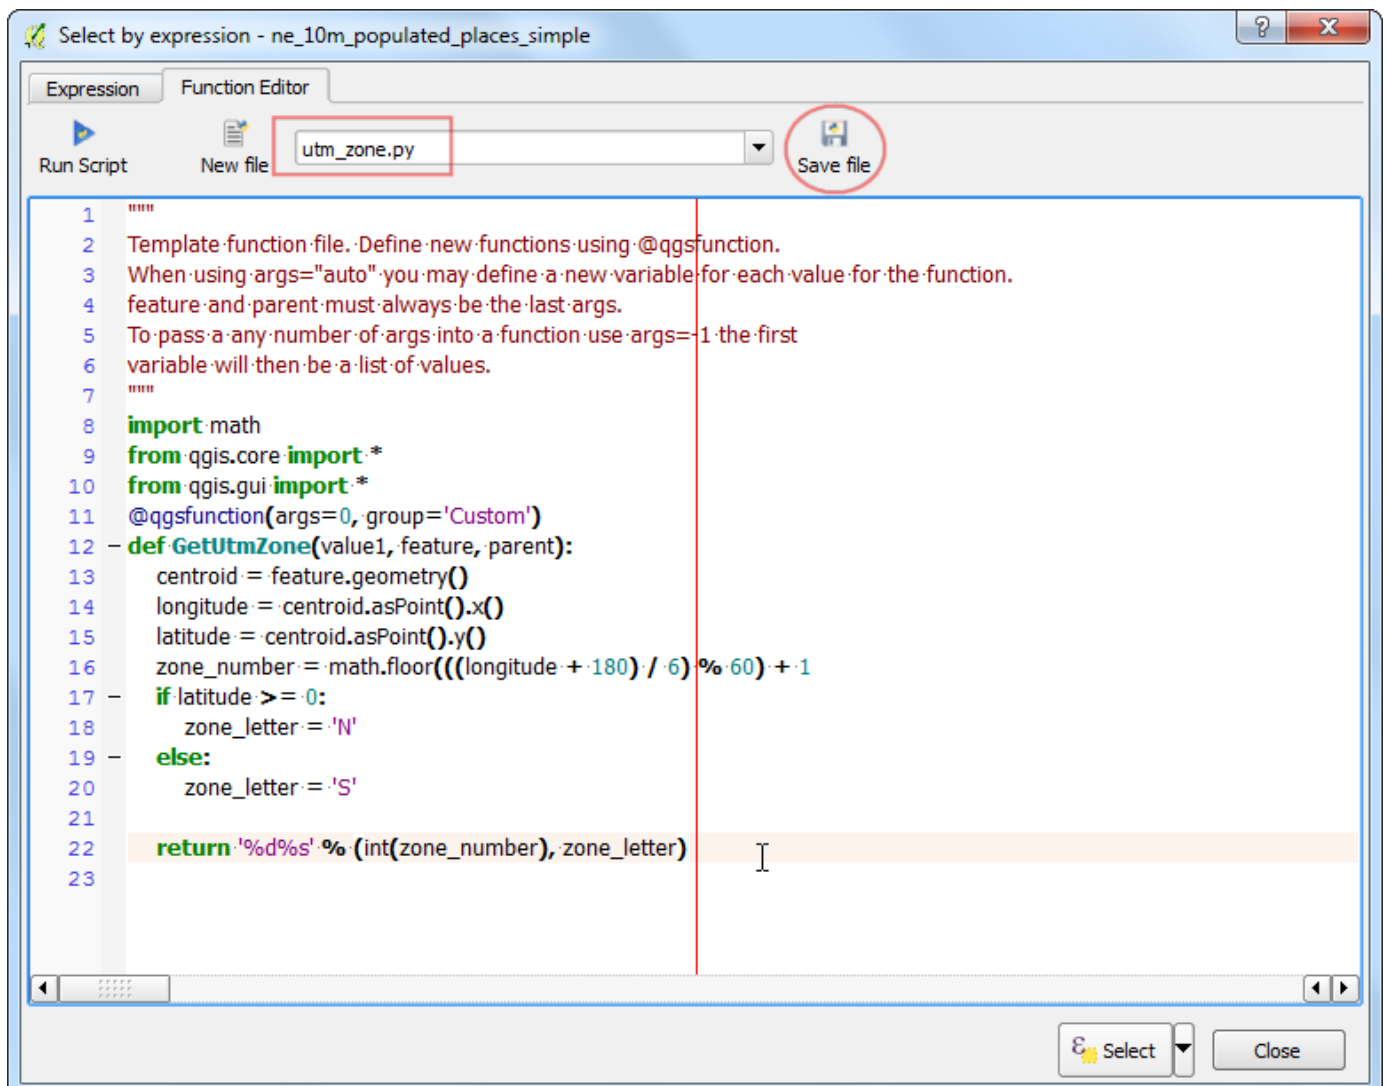 Select by expression - ne_10m_populated_places_simple
Expression
Function Editor
Run Script
New file
utm_zone.py
Save file
1 """
2 Template function file. Define new functions using @qgsfunction.
3 When using args="auto" you may define a new variable for each value for the function.
4 feature and parent must always be the last args.
5 To pass a any number of args into a function use args=-1 the first
6 variable will then be a list of values.
7 """
8 import math
9 from qgis.core import *
10 from qgis.gui import *
11 @qgsfunction(args=0, group='Custom')
12 def GetUtmZone(value1, feature, parent):
13     centroid = feature.geometry()
14     longitude = centroid.asPoint().x()
15     latitude = centroid.asPoint().y()
16     zone_number = math.floor(((longitude + 180) / 6) % 60) + 1
17     if latitude >= 0:
18         zone_letter = 'N'
19     else:
20         zone_letter = 'S'
21
22     return '%d%s' % (int(zone_number), zone_letter)
23
Select
Close